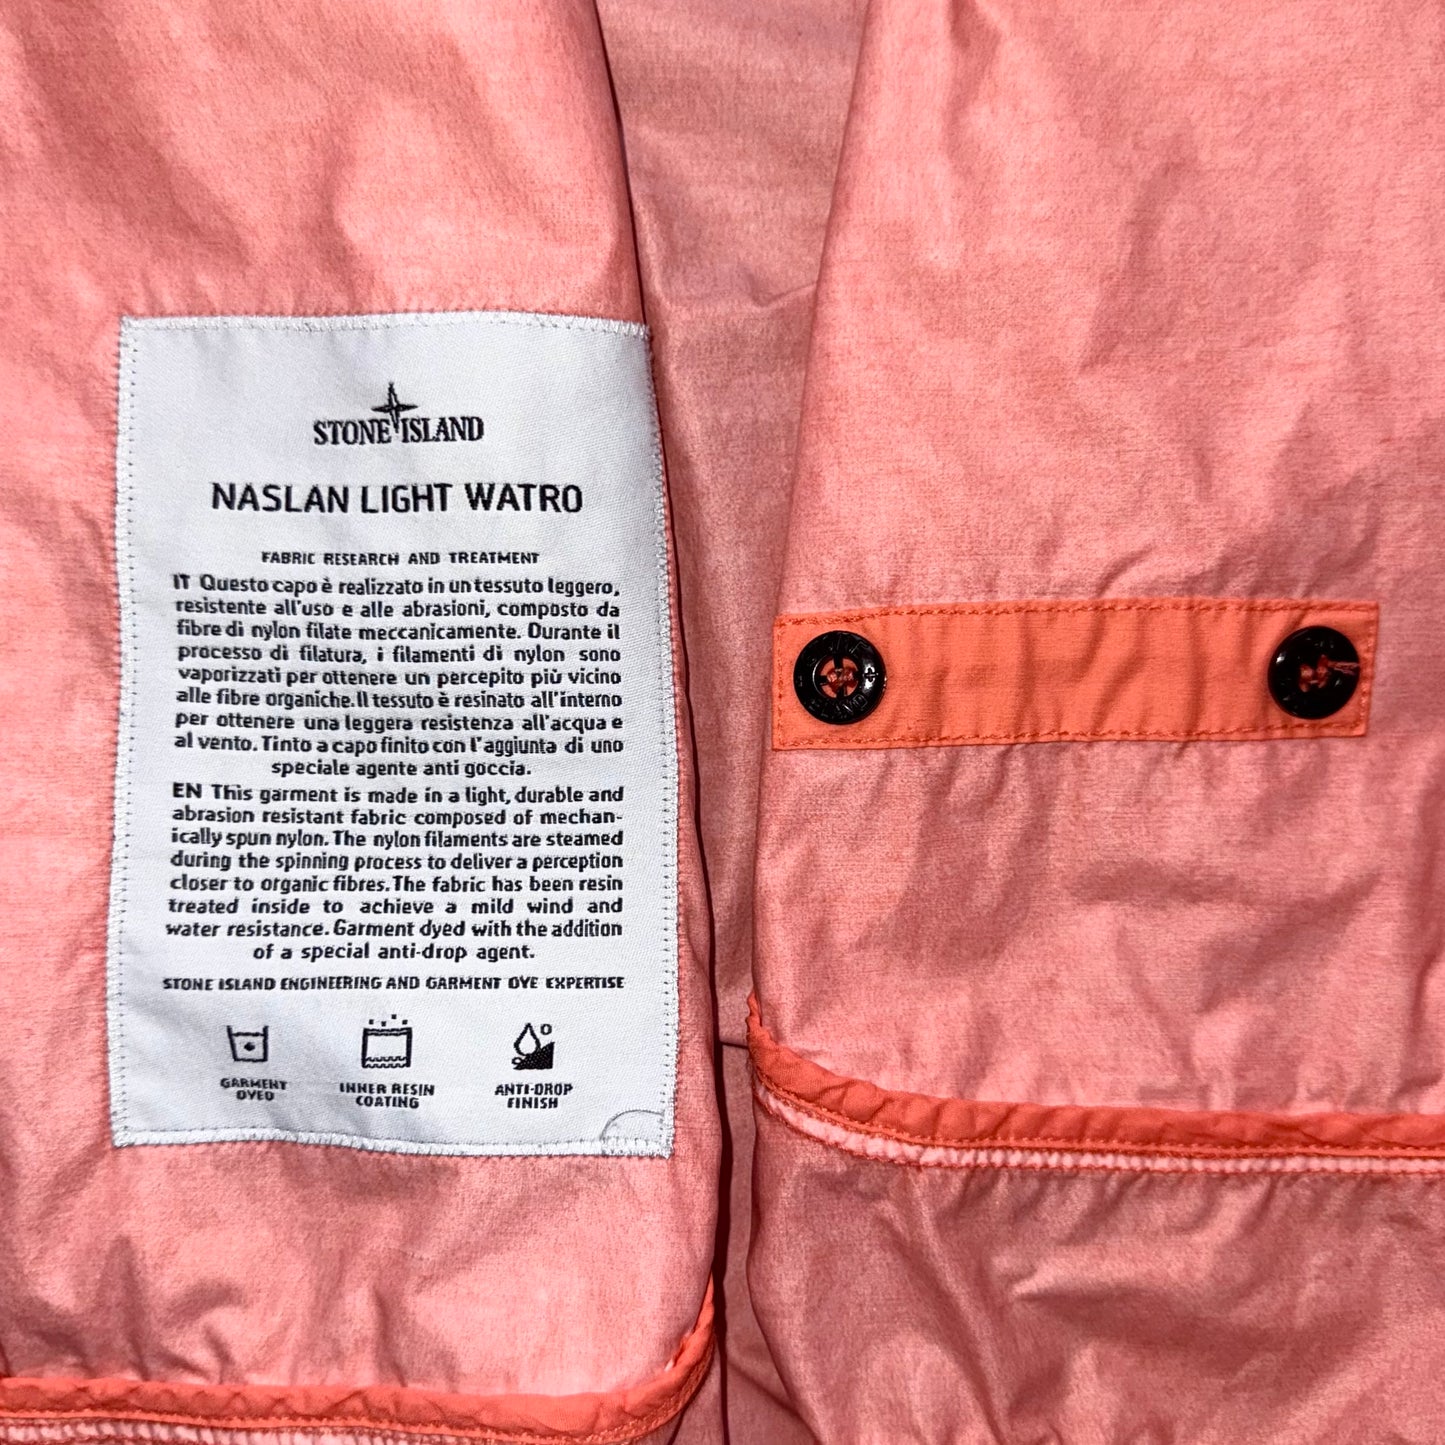 STONE ISLAND
NASLAN LIGHT WATRO
FABRIC RESEARCH AND TREATMENT
IT Questo capo è realizzato in un tessuto leggero,
resistente all'uso e alle abrasioni, composto da
fibre di nylon filate meccanicamente. Durante il
processo di filatura, i filamenti di nylon sono
vaporizzati per ottenere un percepito più vicino
alle fibre organiche. Il tessuto è resinato all'interno
per ottenere una leggera resistenza all'acqua e
al vento. Tinto a capo finito con l'aggiunta di uno
speciale agente anti goccia.
EN This garment is made in a light, durable and
abrasion resistant fabric composed of mechan-
ically spun nylon. The nylon filaments are steamed
during the spinning process to deliver a perception
closer to organic fibres. The fabric has been resin
treated inside to achieve a mild wind and
water resistance. Garment dyed with the addition
of a special anti-drop agent.
STONE ISLAND ENGINEERING AND GARMENT DYE EXPERTISE
GARMENT
DYED
INNER RESIN
COATING
ANTI-DROP
FINISH